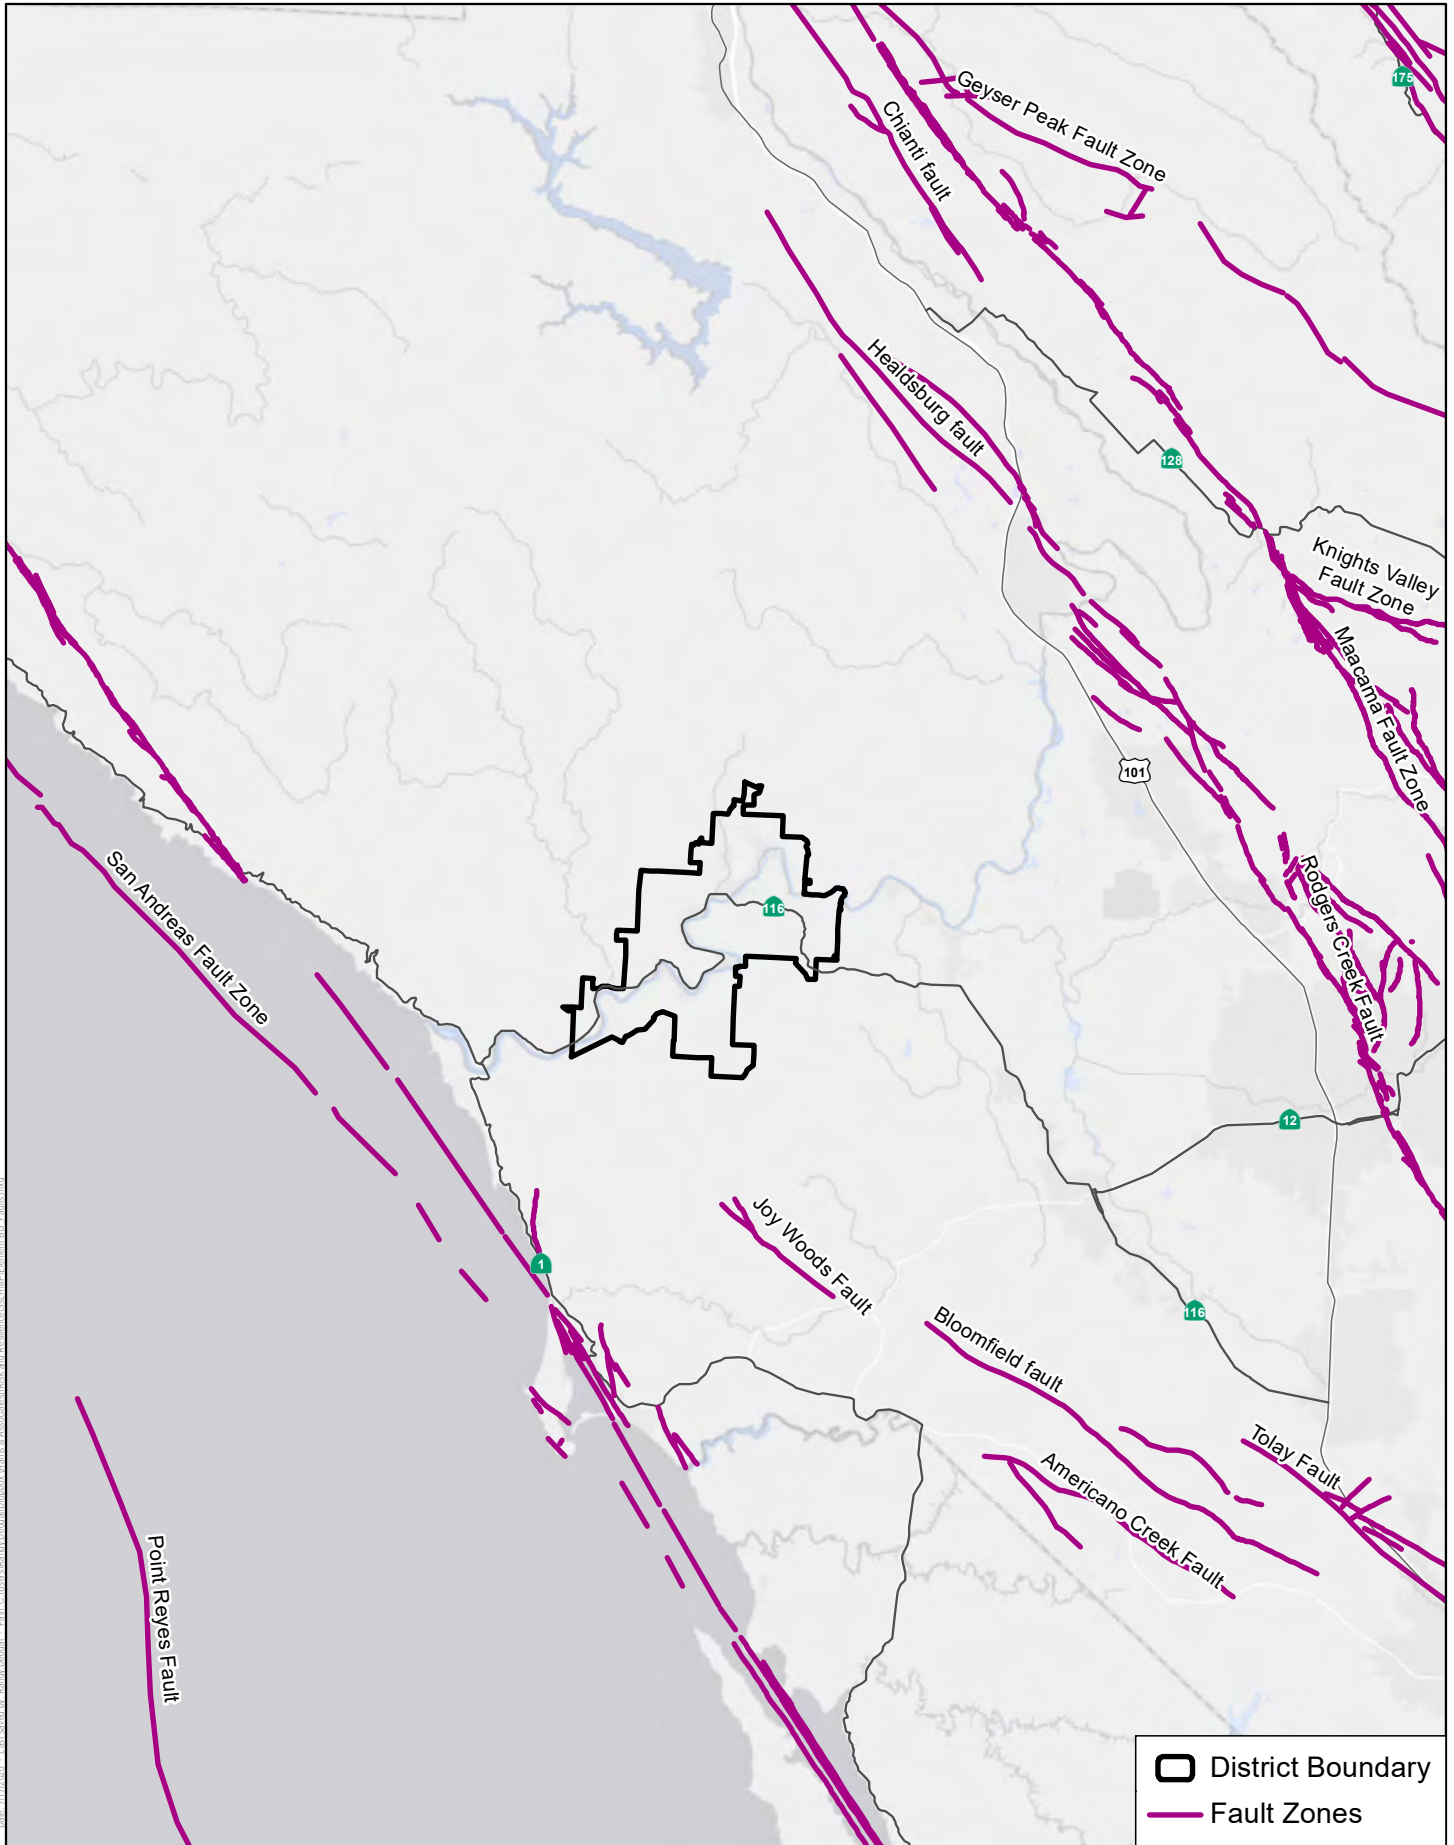 175
Geyser Peak Fault Zone
Chianti fault
Healdsburg fault
128
Knights Valley
Fault Zone
Maacama Fault Zone
101
San Andreas Fault Zone
116
Rodgers Creek Fault
12
Joy Woods Fault
1
116
Bloomfield fault
Tolay Fault
Americano Creek Fault
Point Reyes Fault
District Boundary
Fault Zones